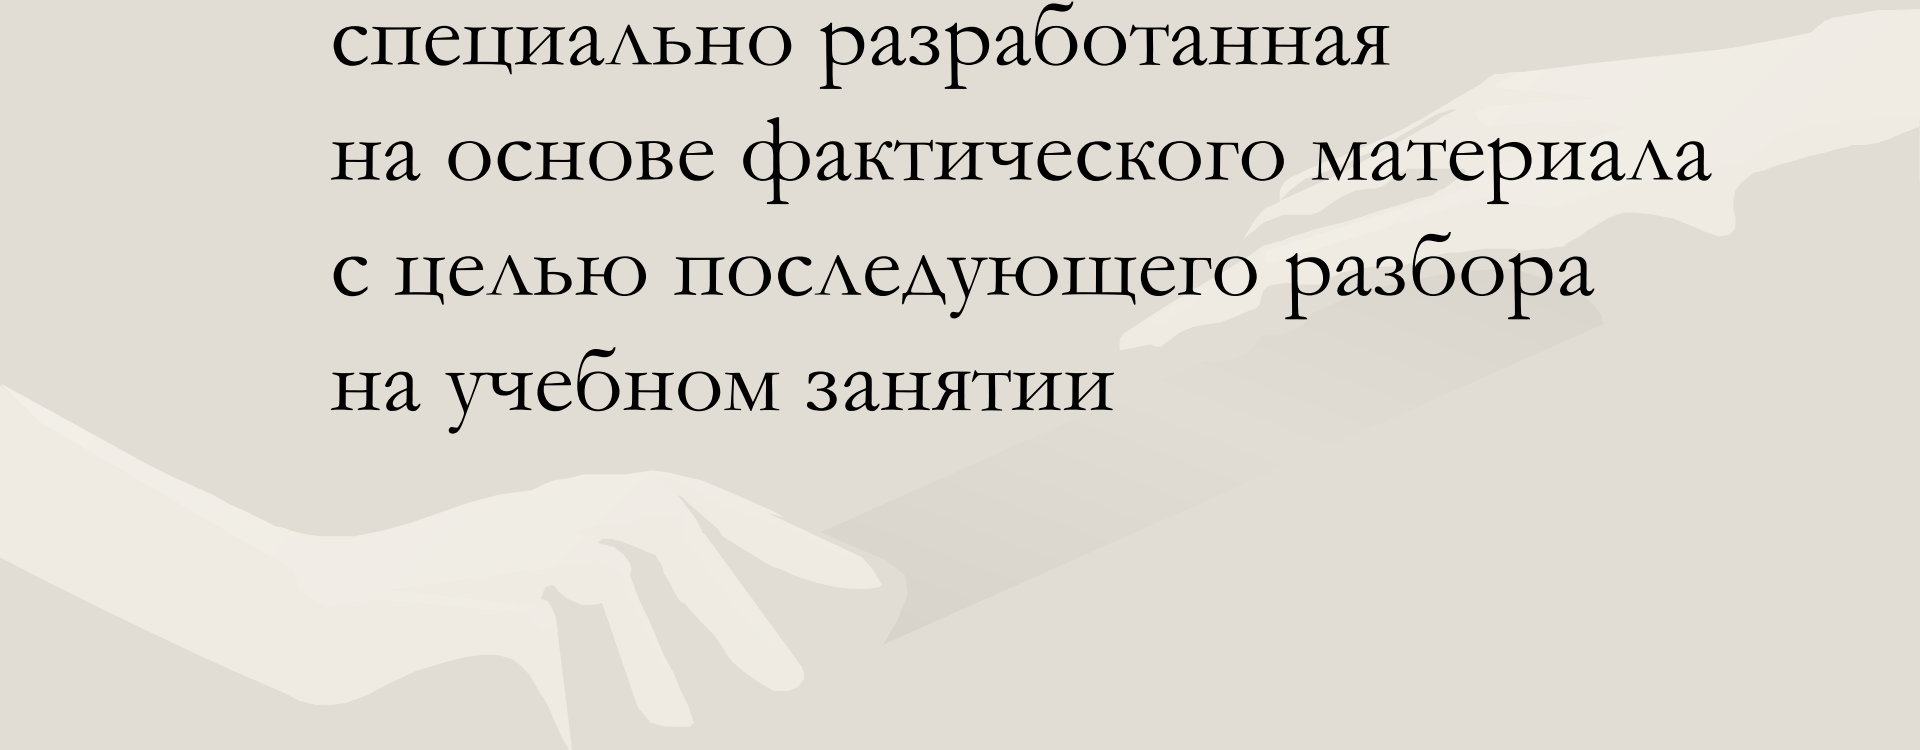 специально разработанная
на основе фактического материала
с целью последующего разбора
на учебном занятии